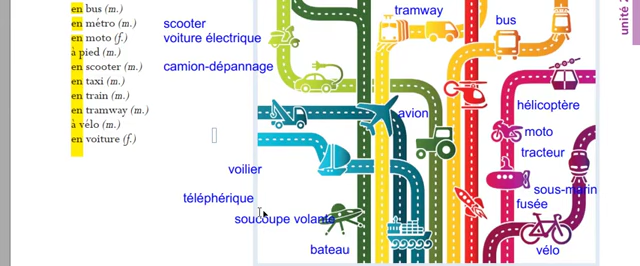 en bus (m.)
en métro (m.)
en moto (f.)
à pied (m.)
en scooter (m.)
en taxi (m.)
en train (m.)
en tramway (m.)
à vélo (m.)
en voiture (f.)
scooter
voiture électrique
camion-dépannage
tramway
bus
avion
hélicoptère
moto
tracteur
voilier
sous-marin
téléphérique
fusée
soucoupe volante
bateau
vélo
unité